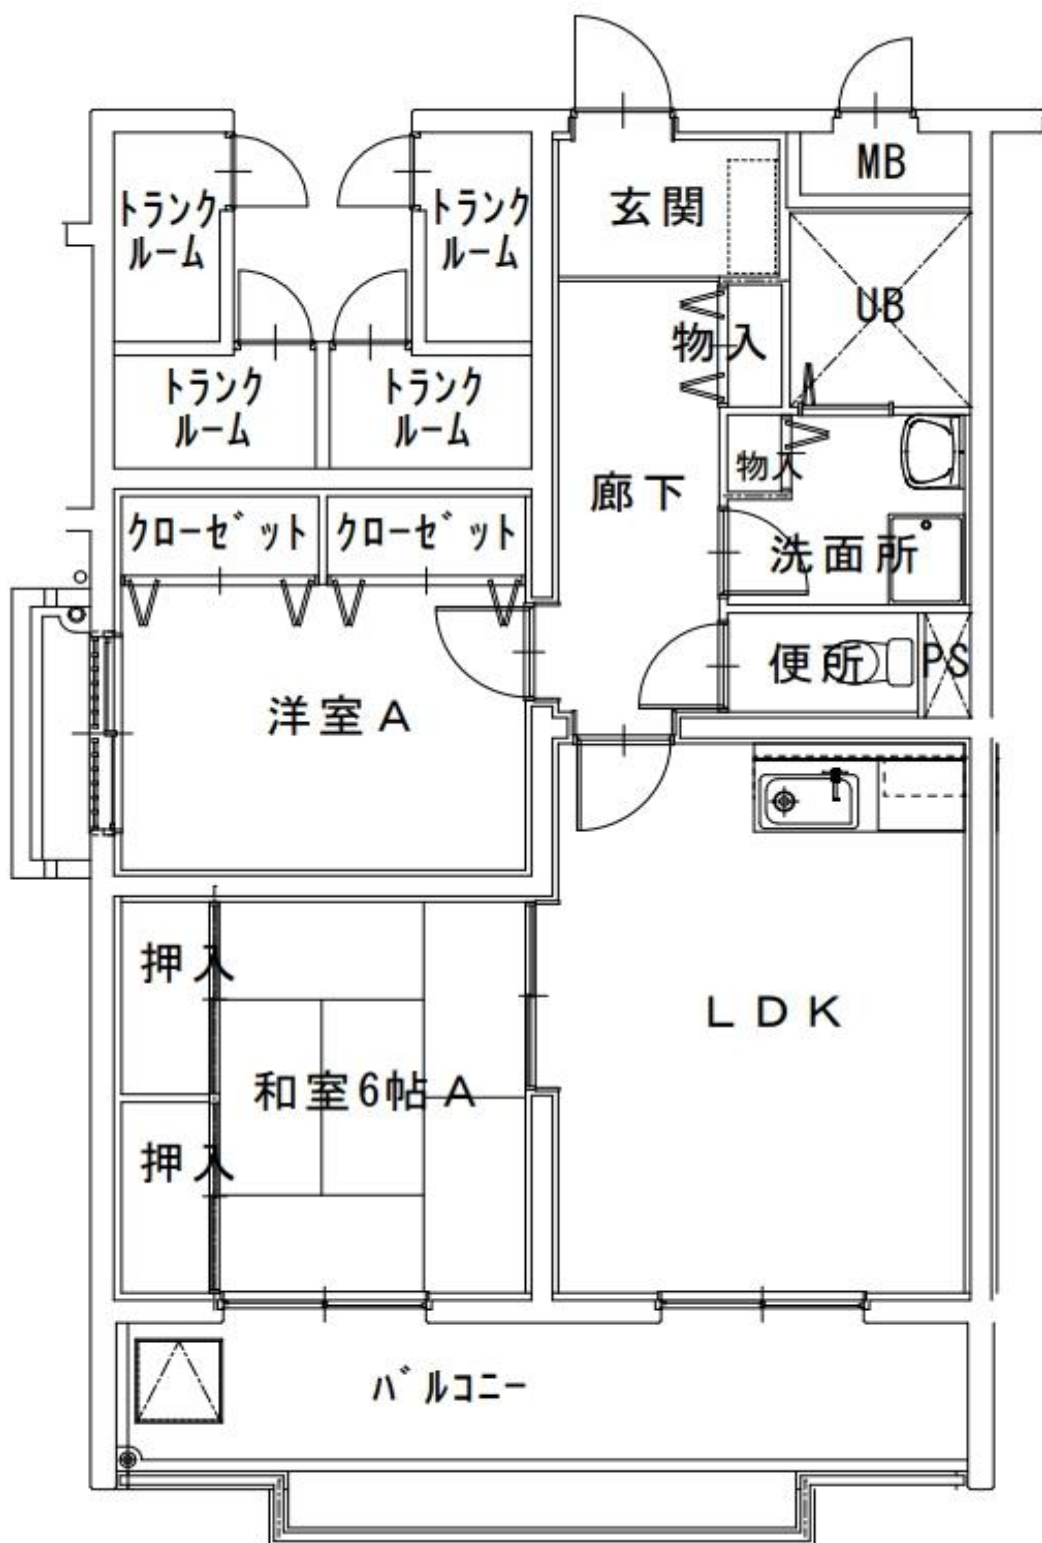 MB
玄関
トランク
ルーム
トランク
ルーム
UB
物入
トランク
ルーム
トランク
ルーム
物入
廊下
クローゼット
クローゼット
洗面所
便所
PS
洋室A
押入
LDK
和室6帖A
押入
バルコニー